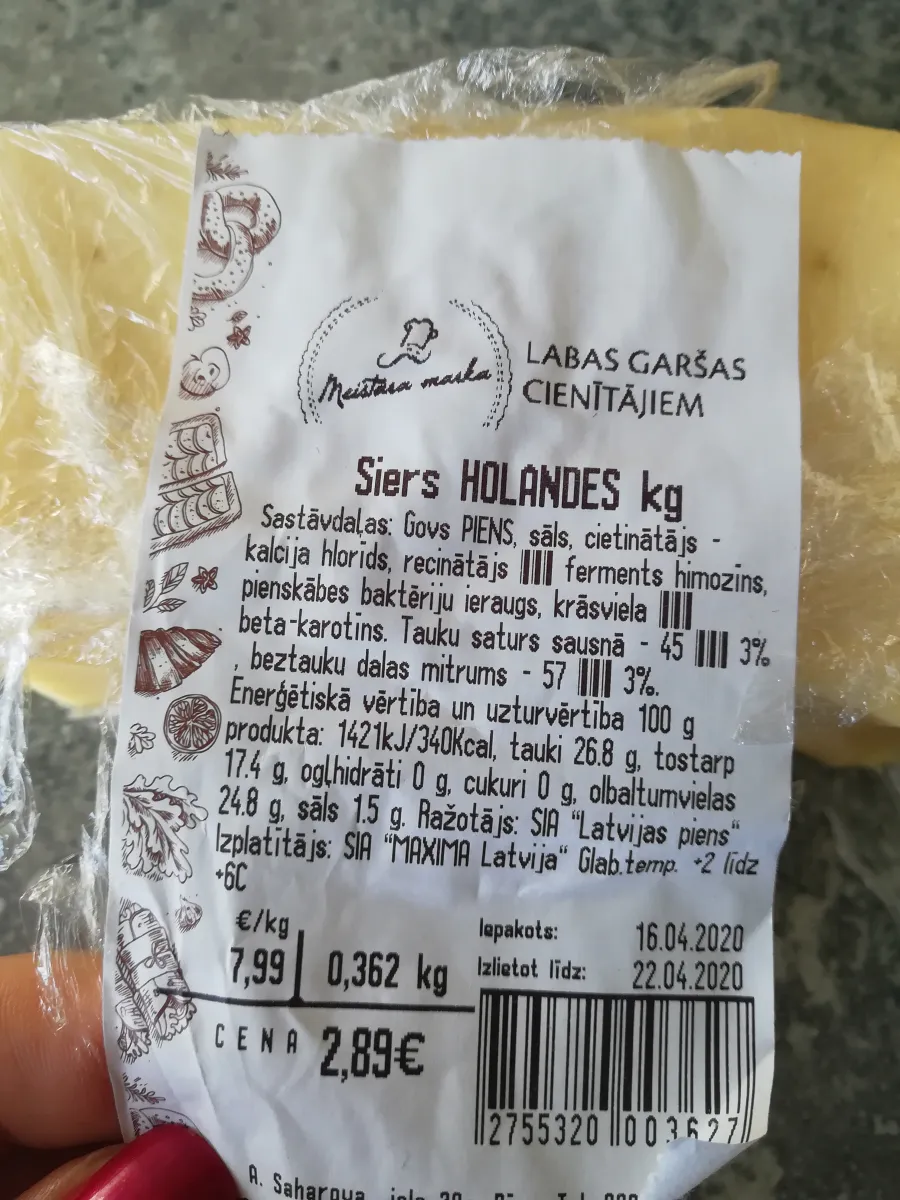 Meistara marka
LABAS GARŠAS
CIENĪTĀJIEM
Siers HOLANDES kg
Sastāvdaļas: Govs PIENS, sāls, cietinātājs -
kalcija hlorīds, recinātājs ferments himozīns,
pienskābes baktēriju ieraugs, krāsviela
beta-karotīns. Tauku saturs sausnā - 45 3%
, beztauku daļas mitrums - 57 3%.
Enerģētiskā vērtība un uzturvērtība 100 g
produkta: 1421kJ/340Kcal, tauki 26.8 g, tostarp
17.4 g, ogļhidrāti 0 g, cukuri 0 g, olbaltumvielas
24.8 g, sāls 1.5 g. Ražotājs: SIA "Latvijas piens"
Izplatītājs: SIA "MAXIMA Latvija" Glab.temp. +2 līdz
+6C
€/kg
7,99
0,362 kg
Iepakots: 16.04.2020
Izlietot līdz: 22.04.2020
CENA 2,89€
2755320 003627
A. Saharova